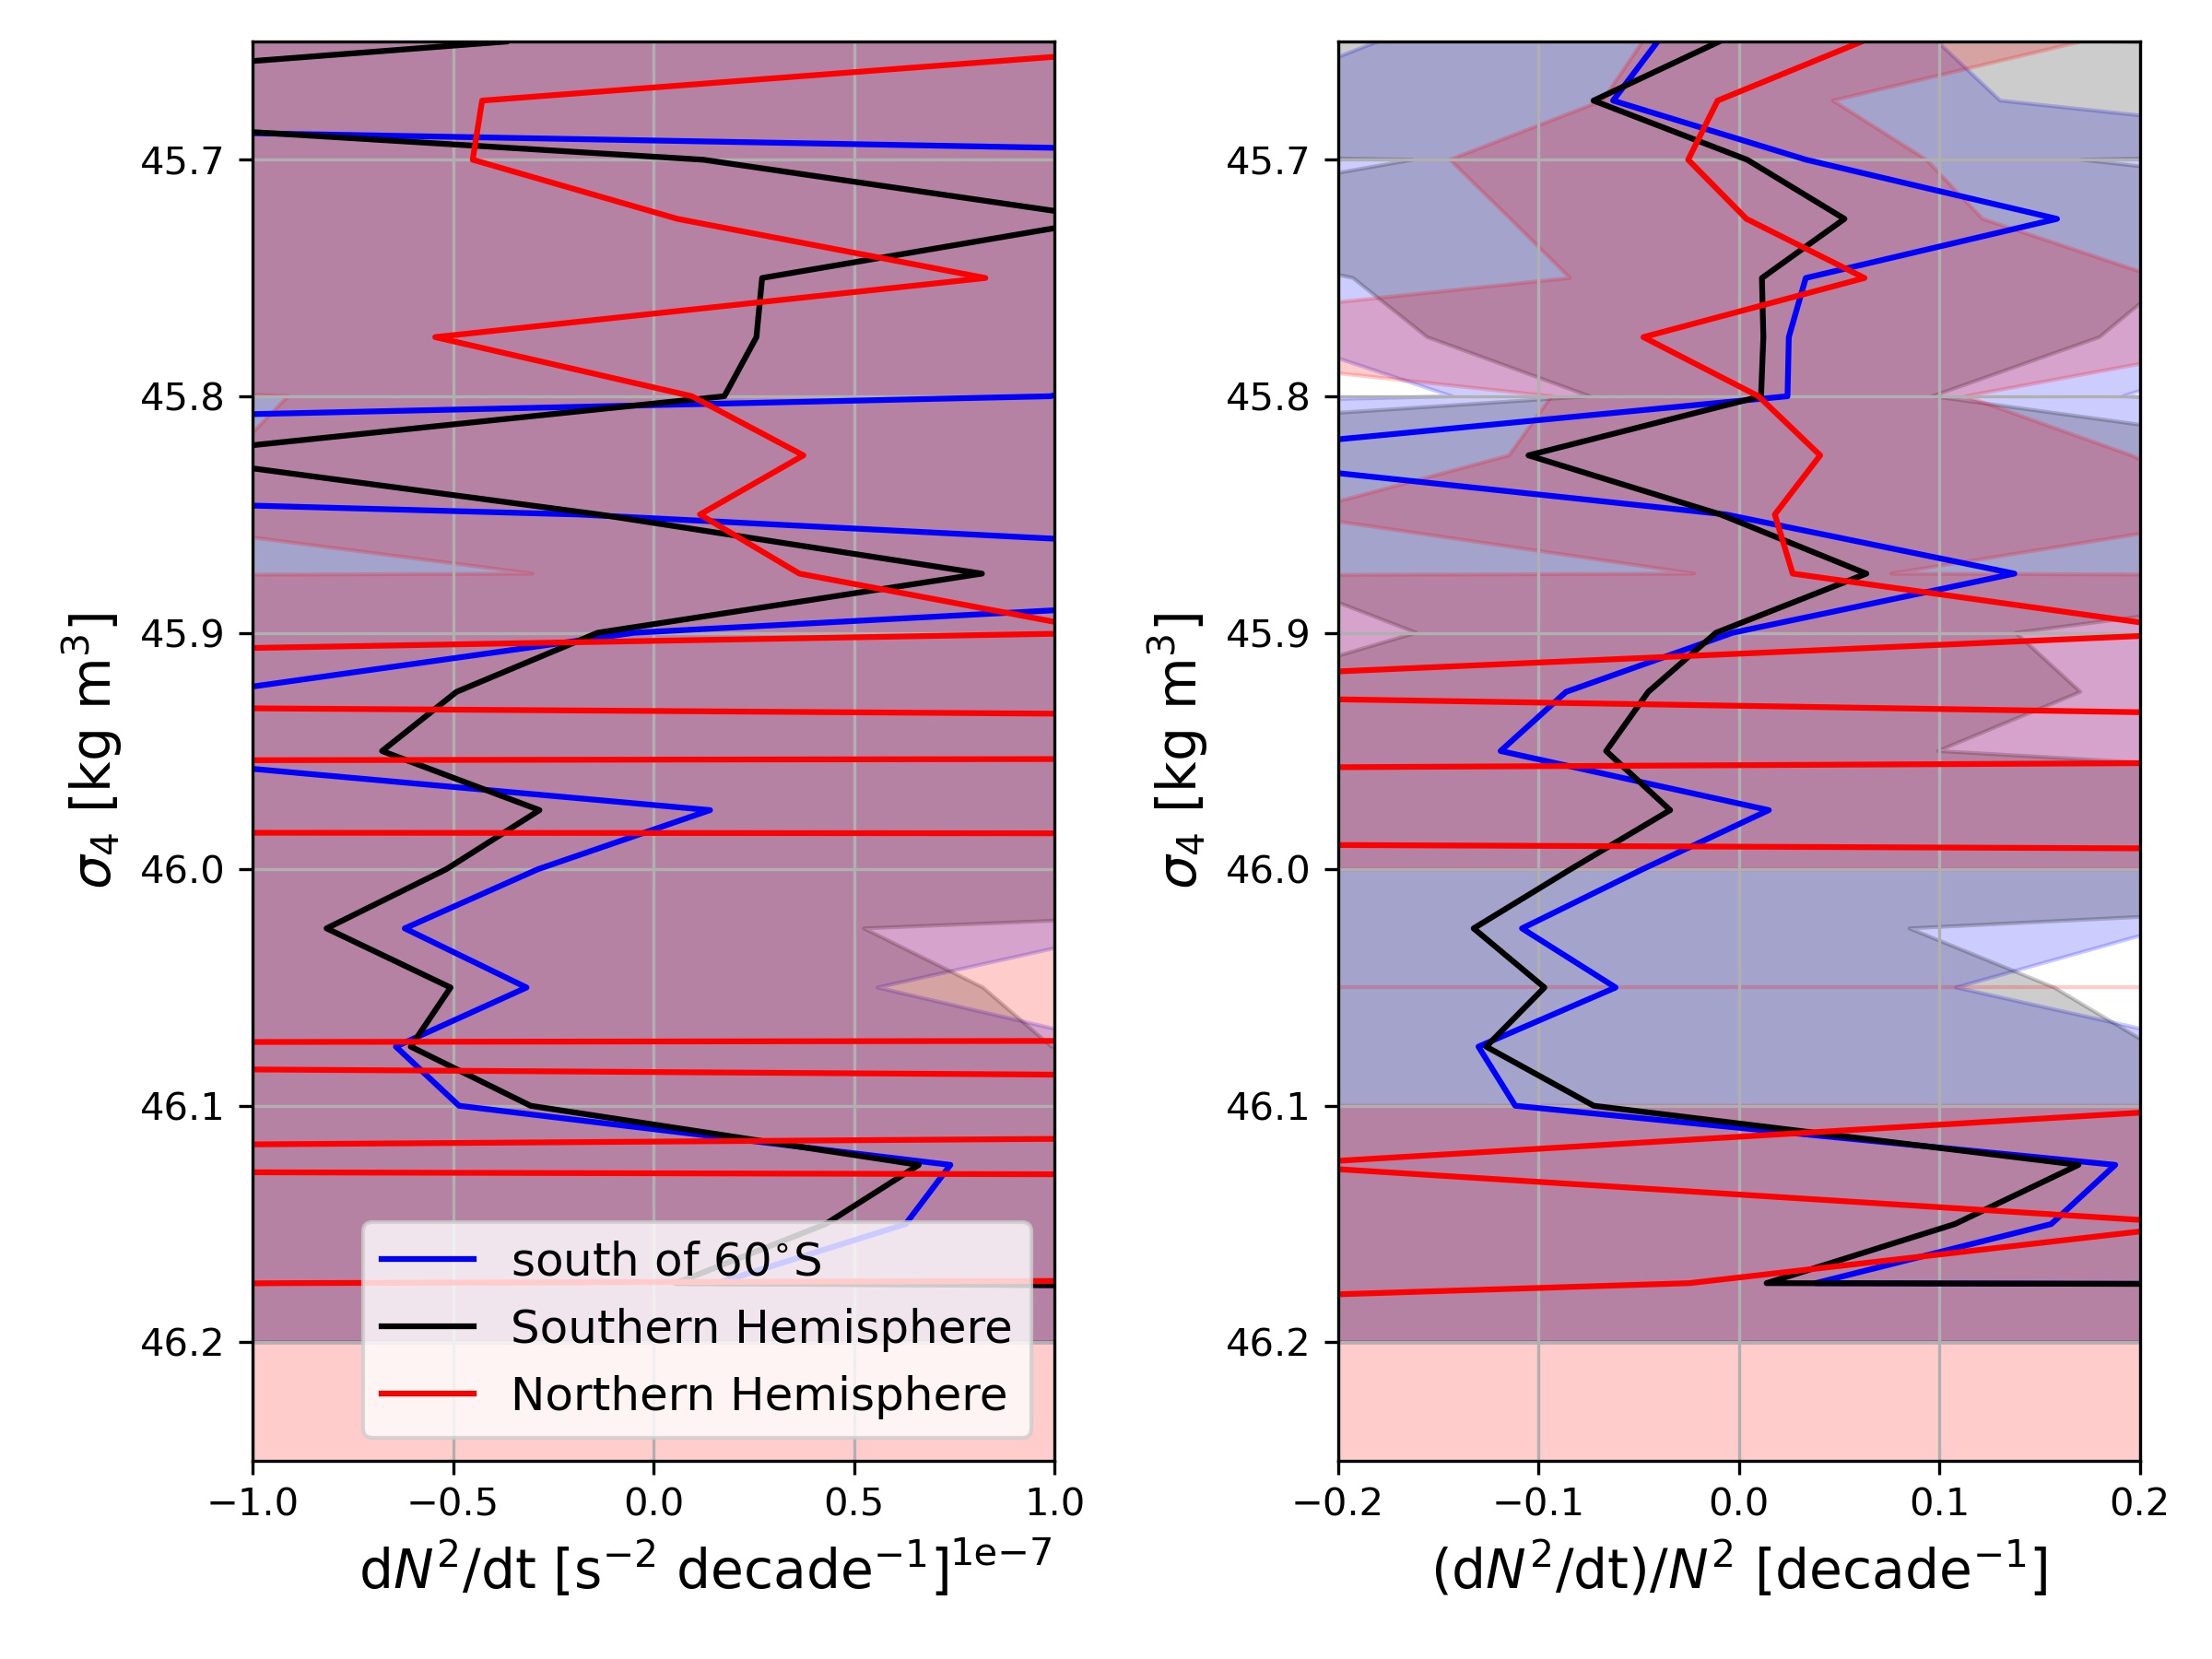 45.7
45.8
45.9
46.0
46.1
46.2
σ₄ [kg m³]
south of 60°S
Southern Hemisphere
Northern Hemisphere
−1.0 −0.5 0.0 0.5 1.0
1e−7
dN²/dt [s⁻² decade⁻¹]
45.7
45.8
45.9
46.0
46.1
46.2
σ₄ [kg m³]
−0.2 −0.1 0.0 0.1 0.2
(dN²/dt)/N² [decade⁻¹]